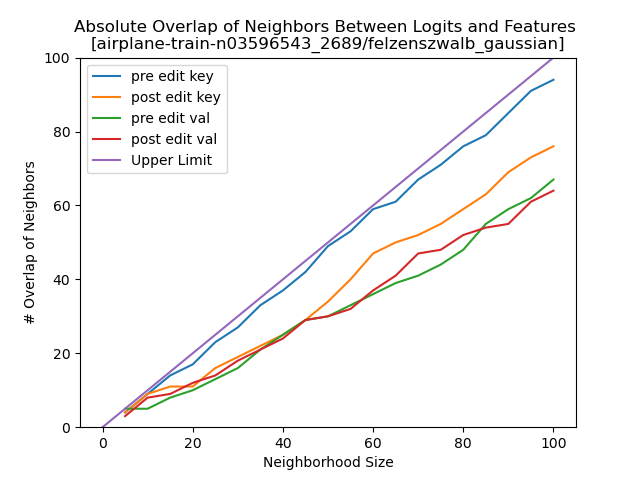 Absolute Overlap of Neighbors Between Logits and Features
[airplane-train-n03596543_2689/felzenszwalb_gaussian]
100
80
60
40
20
0
# Overlap of Neighbors
pre edit key
post edit key
pre edit val
post edit val
Upper Limit
0 20 40 60 80 100
Neighborhood Size